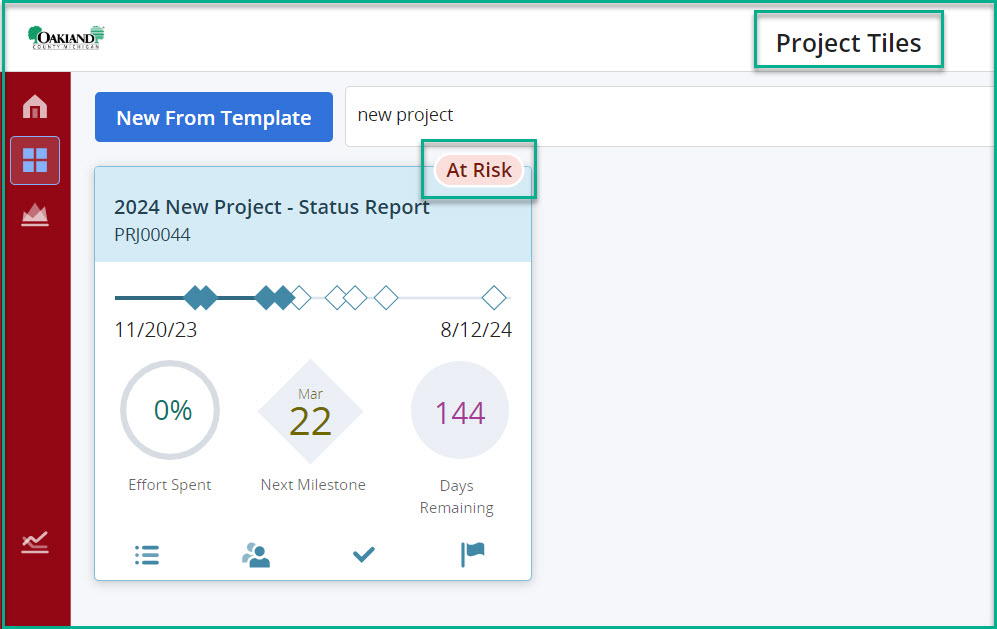 OAKLAND
COUNTY MICHIGAN
Project Tiles
New From Template
new project
At Risk
2024 New Project - Status Report
PRJ00044
11/20/23
8/12/24
0%
Mar
22
144
Effort Spent
Next Milestone
Days
Remaining